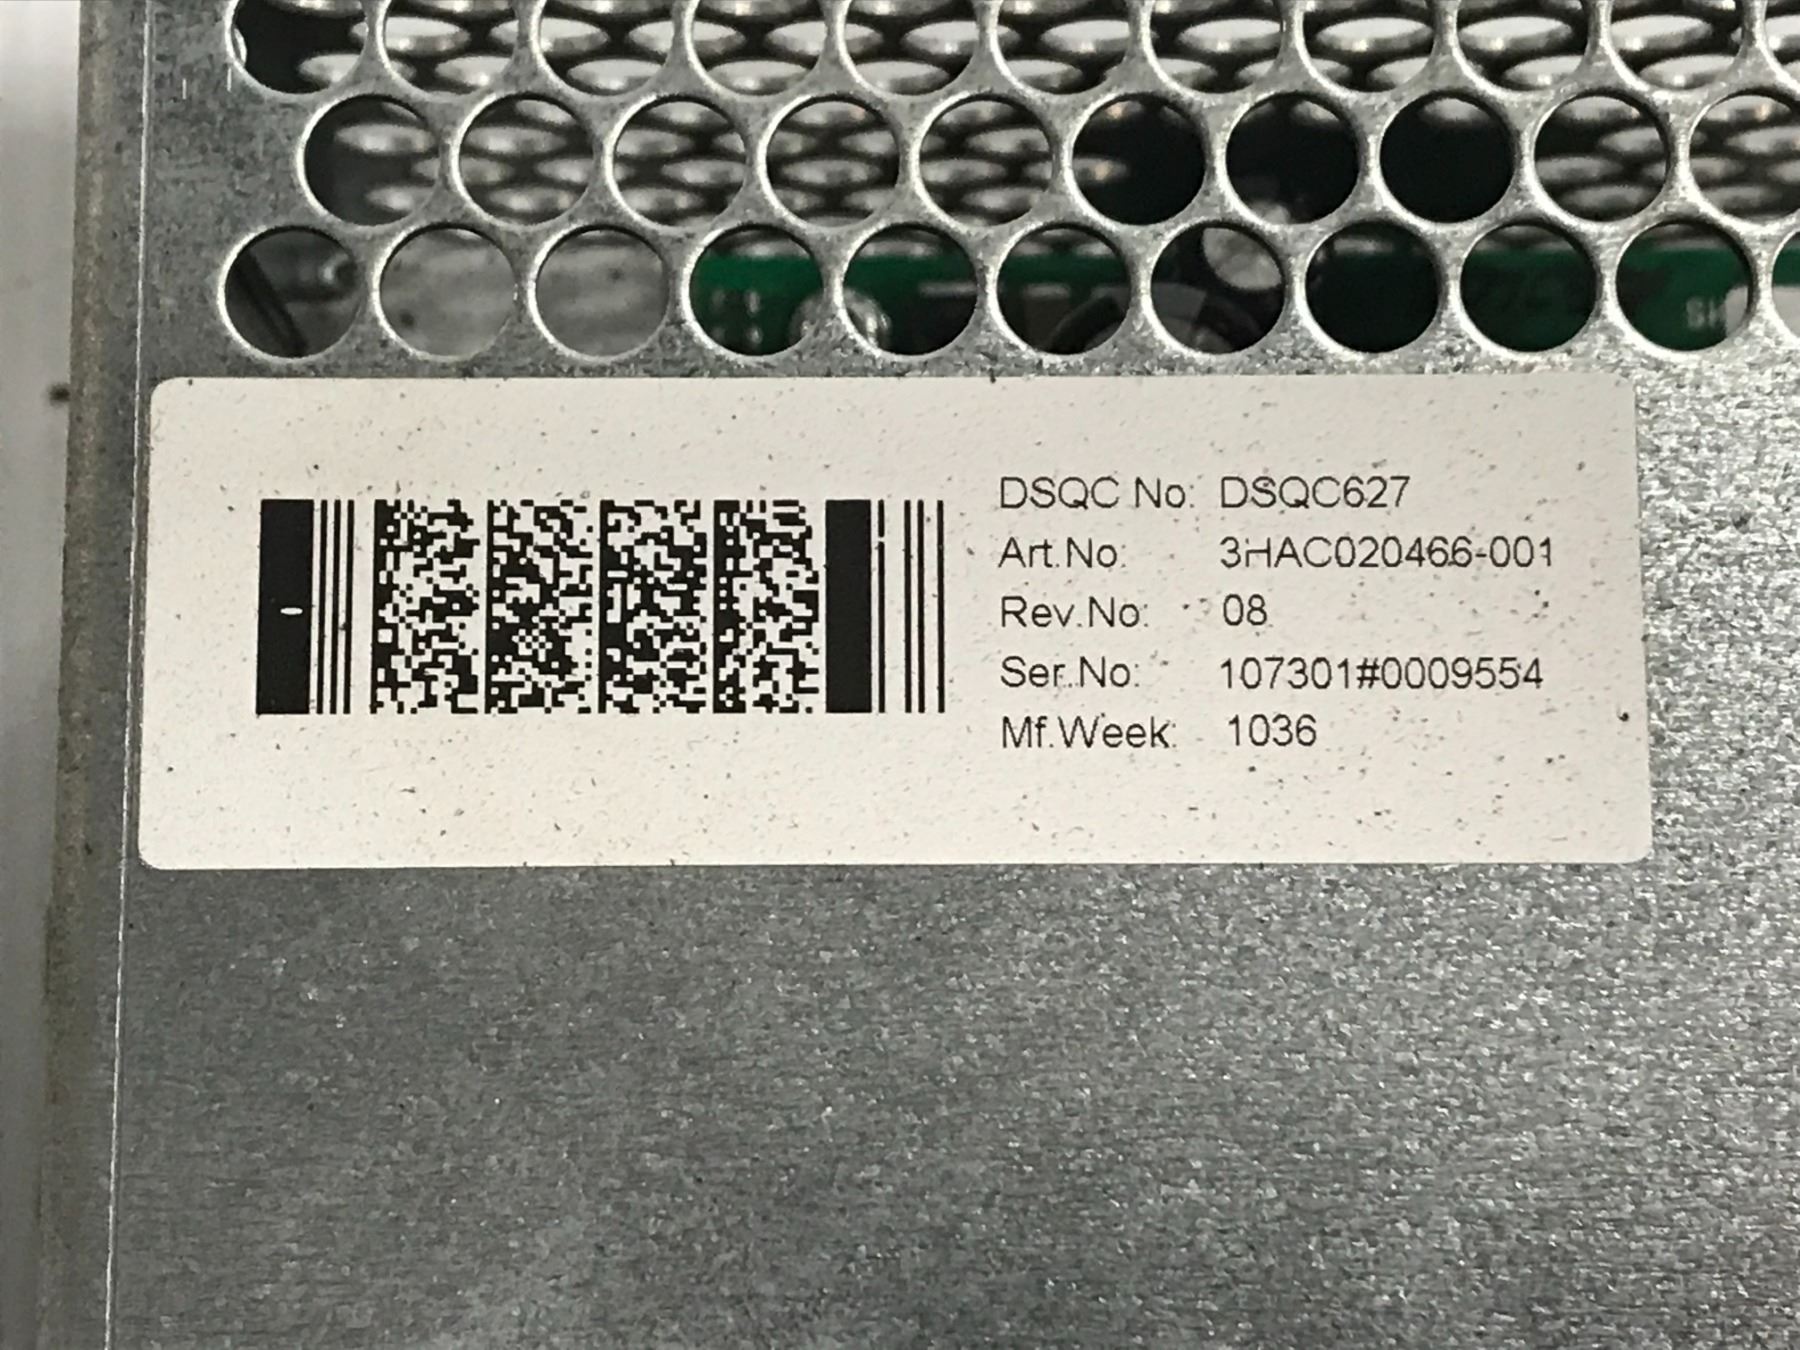 DSQC No: DSQC627
Art.No: 3HAC020466-001
Rev.No: 08
Ser.No: 107301#0009554
Mf.Week: 1036